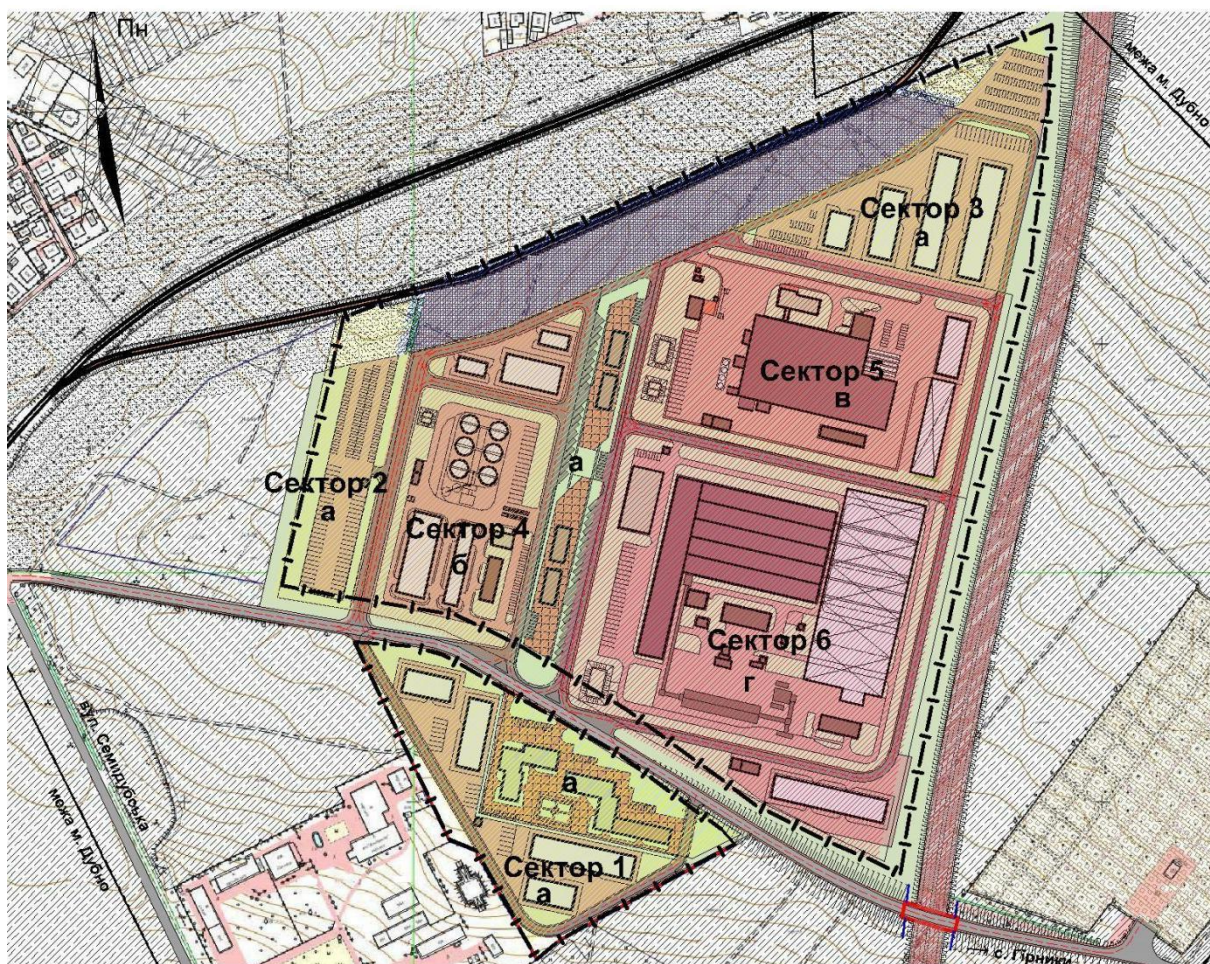 Пн
межа м. Дубно
Сектор 3
а
Сектор 5
в
а
Сектор 2
а
Сектор 4
б
Сектор 6
г
вул. Семидубська
межа м. Дубно
а
Сектор 1
а
с. Гірники